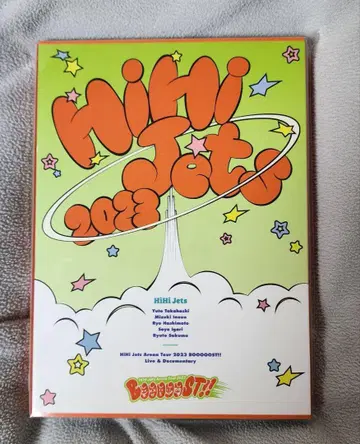 HiHi
Jets
2023
HiHi Jets
Yuto Takahashi
Mizuki Inoue
Ryo Hashimoto
Soya Igari
Ryuto Sakuma
HiHi Jets Arena Tour 2023 BOOOOOST!!
Live & Documentary
BOOOOOST!!